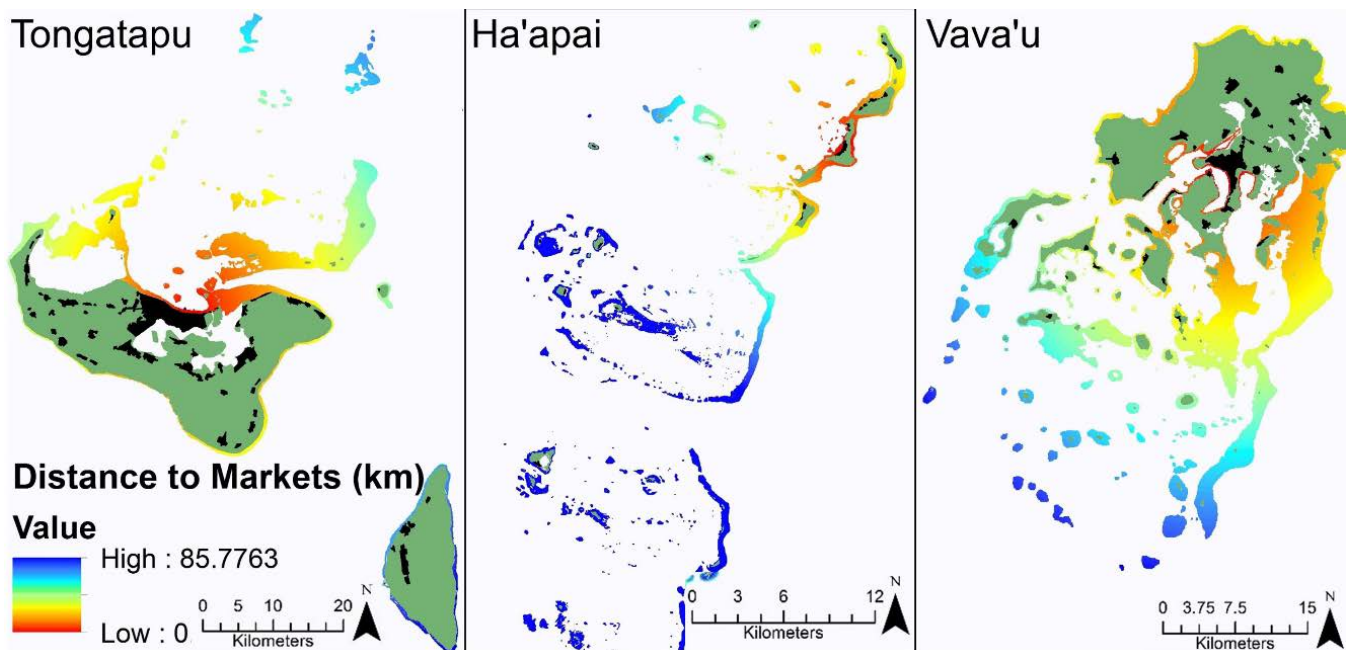 Tongatapu
Ha'apai
Vava'u
Distance to Markets (km)
Value
High : 85.7763
Low : 0
0 5 10 20
Kilometers
N
0 3 6 12
Kilometers
N
0 3.75 7.5 15
Kilometers
N